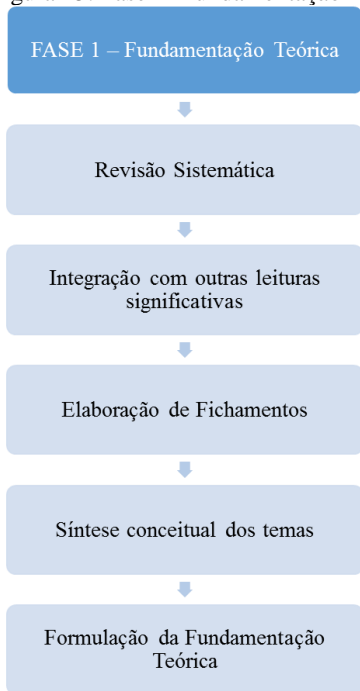 FASE 1 – Fundamentação Teórica
Revisão Sistemática
Integração com outras leituras
significativas
Elaboração de Fichamentos
Síntese conceitual dos temas
Formulação da Fundamentação
Teórica